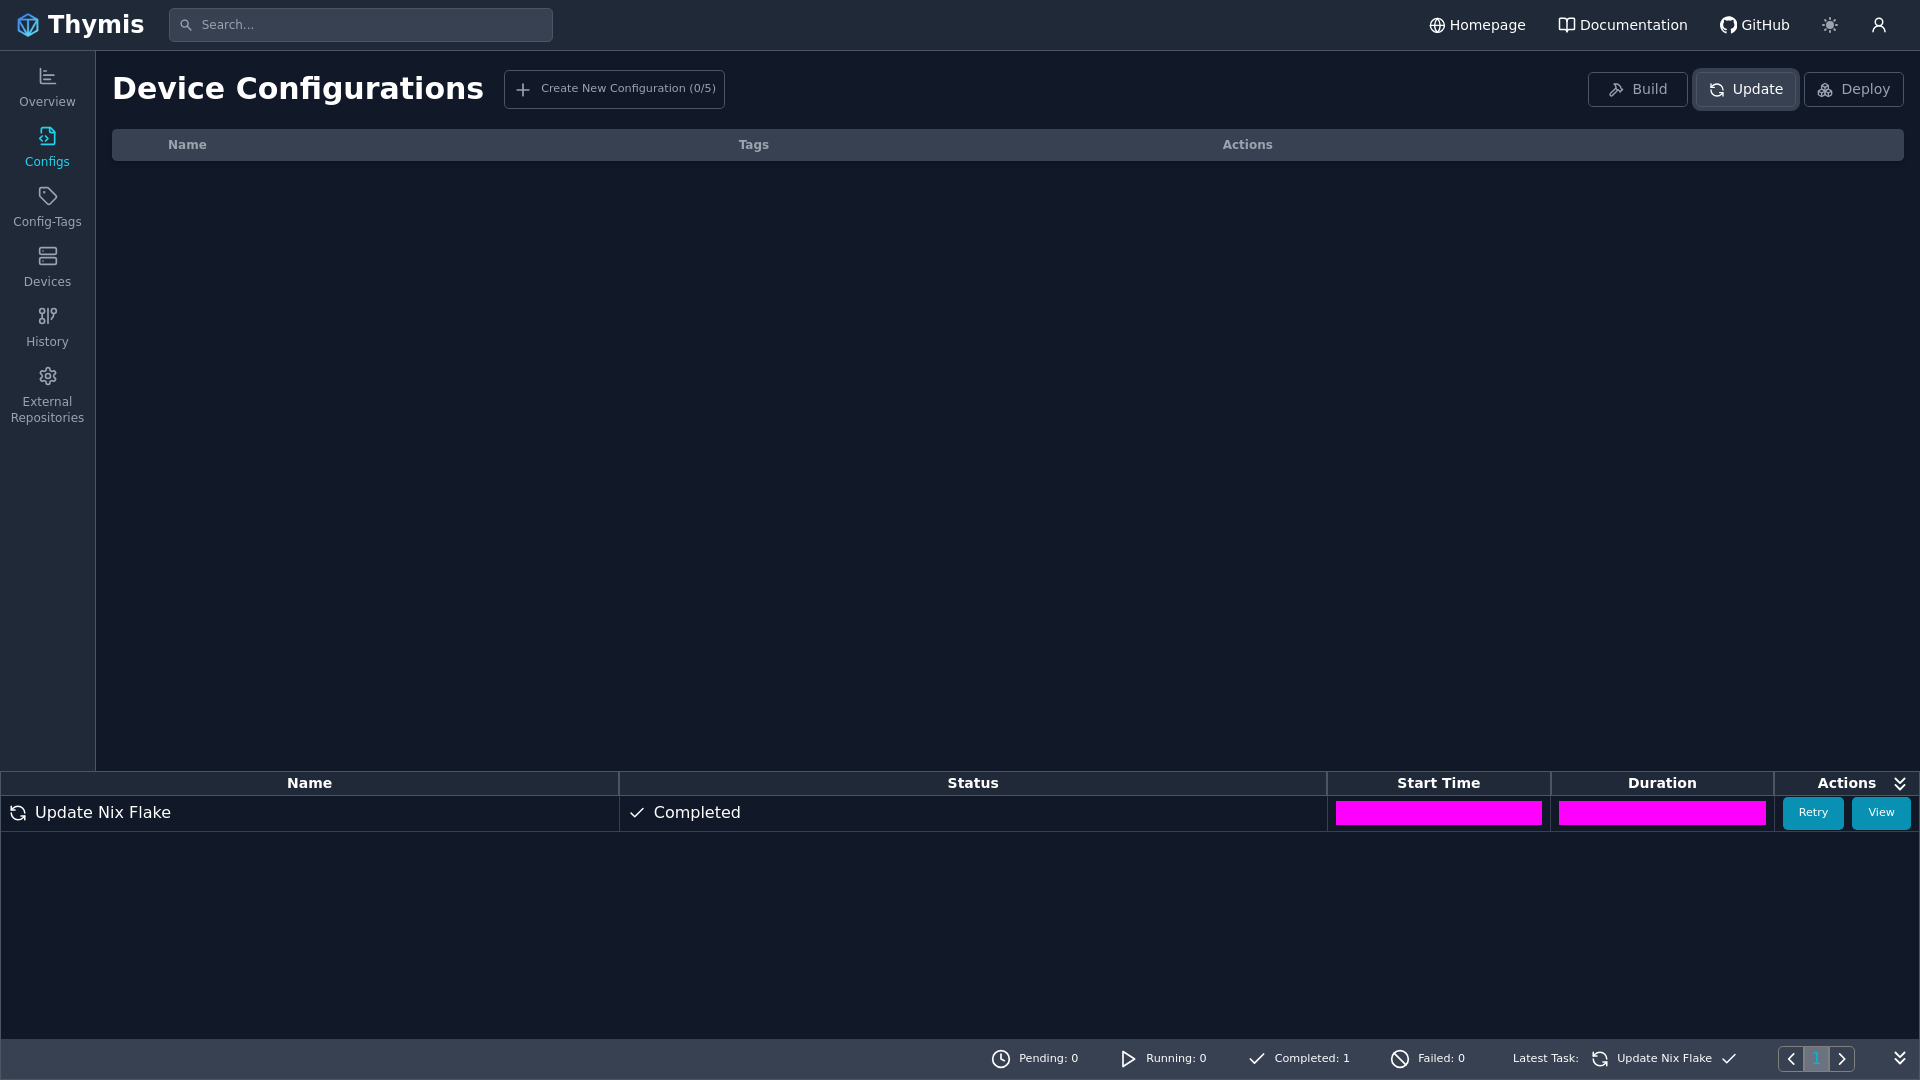 Thymis
Search...
Homepage
Documentation
GitHub
Overview
Configs
Config-Tags
Devices
History
External
Repositories
Device Configurations
Create New Configuration (0/5)
Build
Update
Deploy
Name Tags Actions
Name Status Start Time Duration Actions
Update Nix Flake Completed Retry View
Pending: 0 Running: 0 Completed: 1 Failed: 0 Latest Task: Update Nix Flake 1